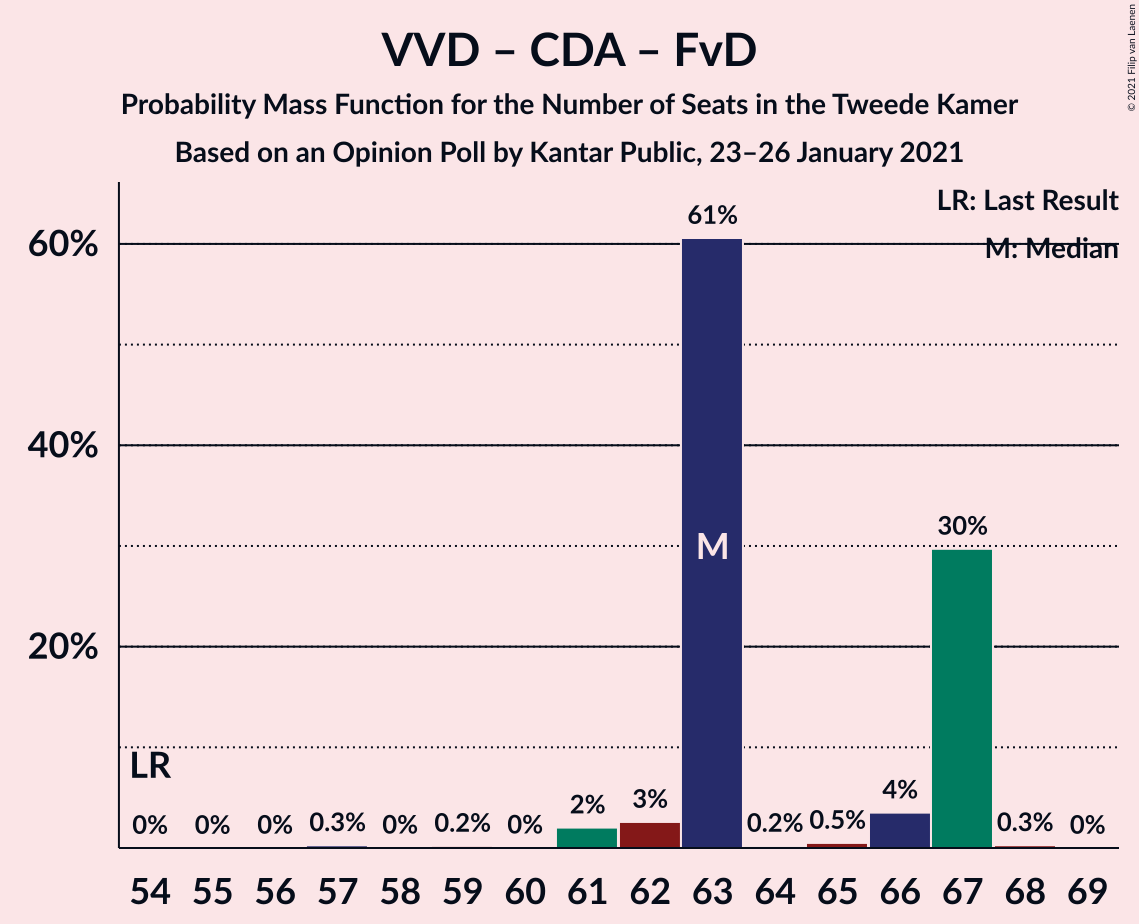 VVD – CDA – FvD
Probability Mass Function for the Number of Seats in the Tweede Kamer
Based on an Opinion Poll by Kantar Public, 23–26 January 2021
© 2021 Filip van Laenen
LR: Last Result
M: Median
60%
40%
20%
61%
M
30%
LR
0% 0% 0% 0.3% 0% 0.2% 0% 2% 3% 0.2% 0.5% 4% 0.3% 0%
54 55 56 57 58 59 60 61 62 63 64 65 66 67 68 69